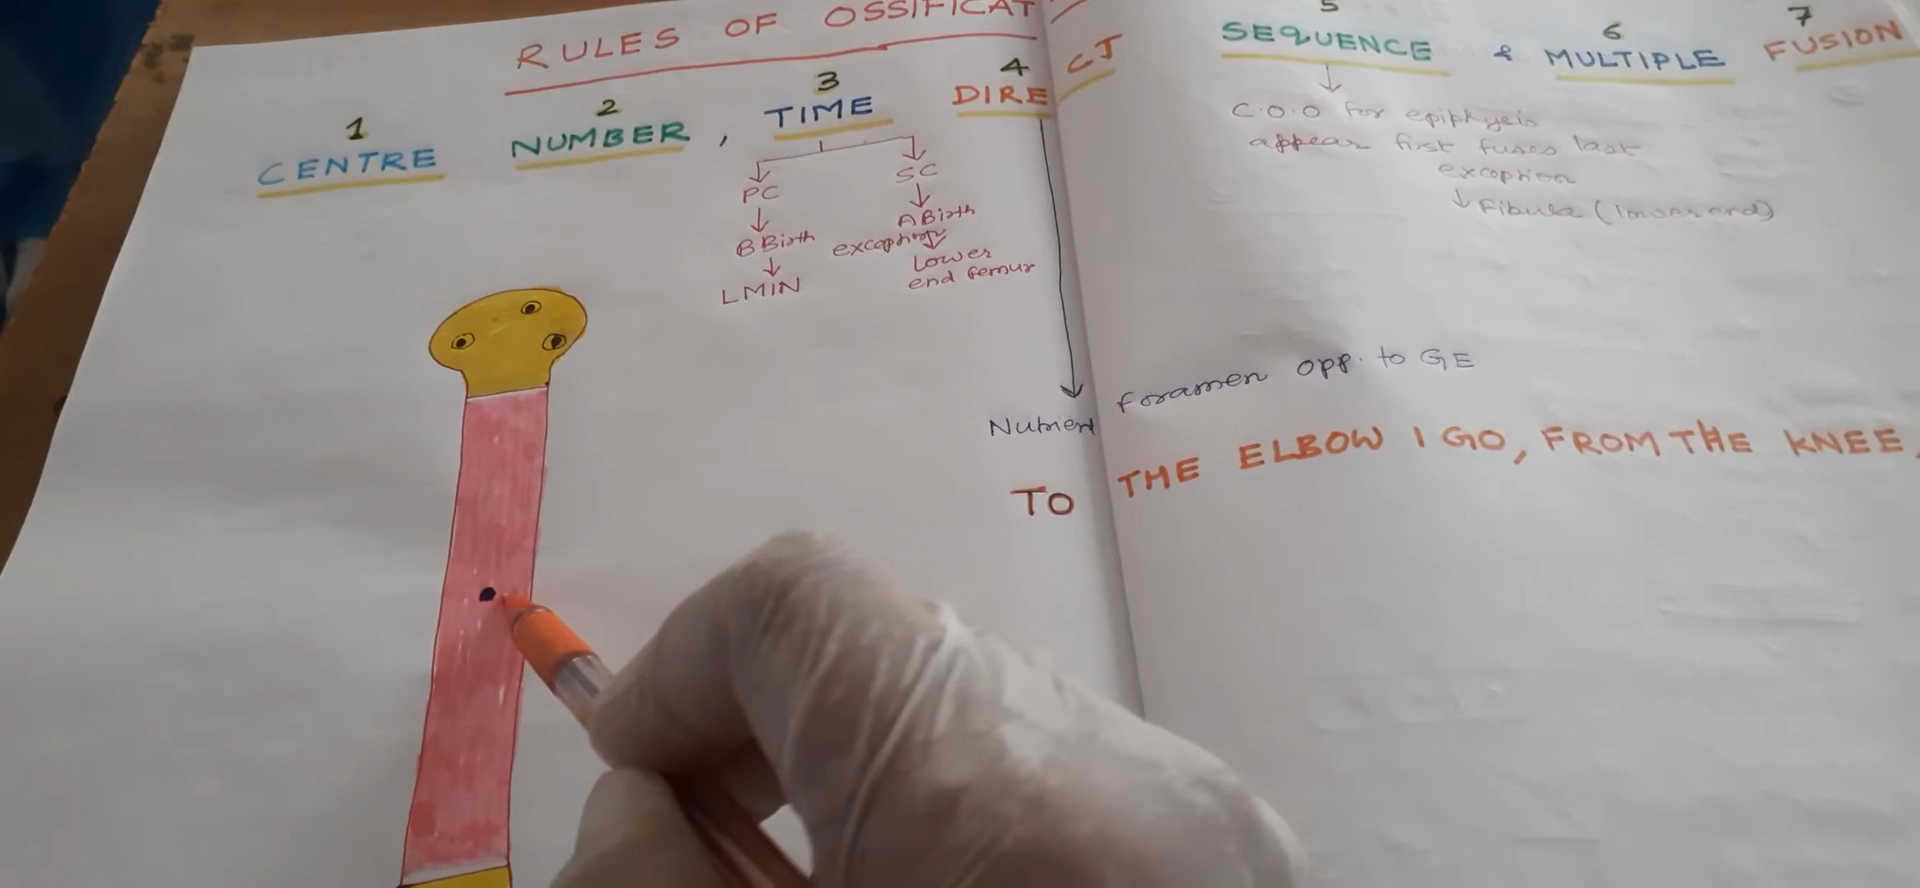 RULES OF OSSIFICAT
1
CENTRE
2
NUMBER ,
3
TIME
4
DIRE CT
5
SEQUENCE &
6
MULTIPLE
7
FUSION
PC
SC
B Birth
A Birth
LMIN
exception
Lower
end femur
C.O.O for epiphysis
appear first fuses last
exception
Fibula (lower end)
Nutrient foramen opp. to GE
TO THE ELBOW I GO, FROM THE KNEE,